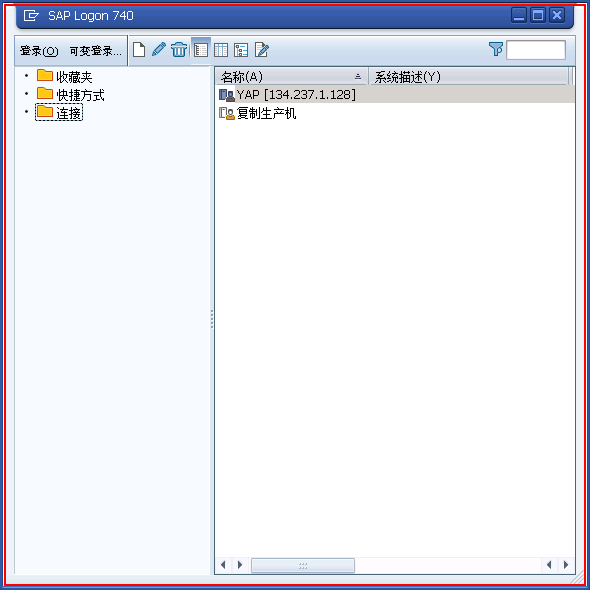 SAP Logon 740
登录(O) 可变登录...
收藏夹
快捷方式
连接
名称(A) 系统描述(Y)
YAP [134.237.1.128]
复制生产机